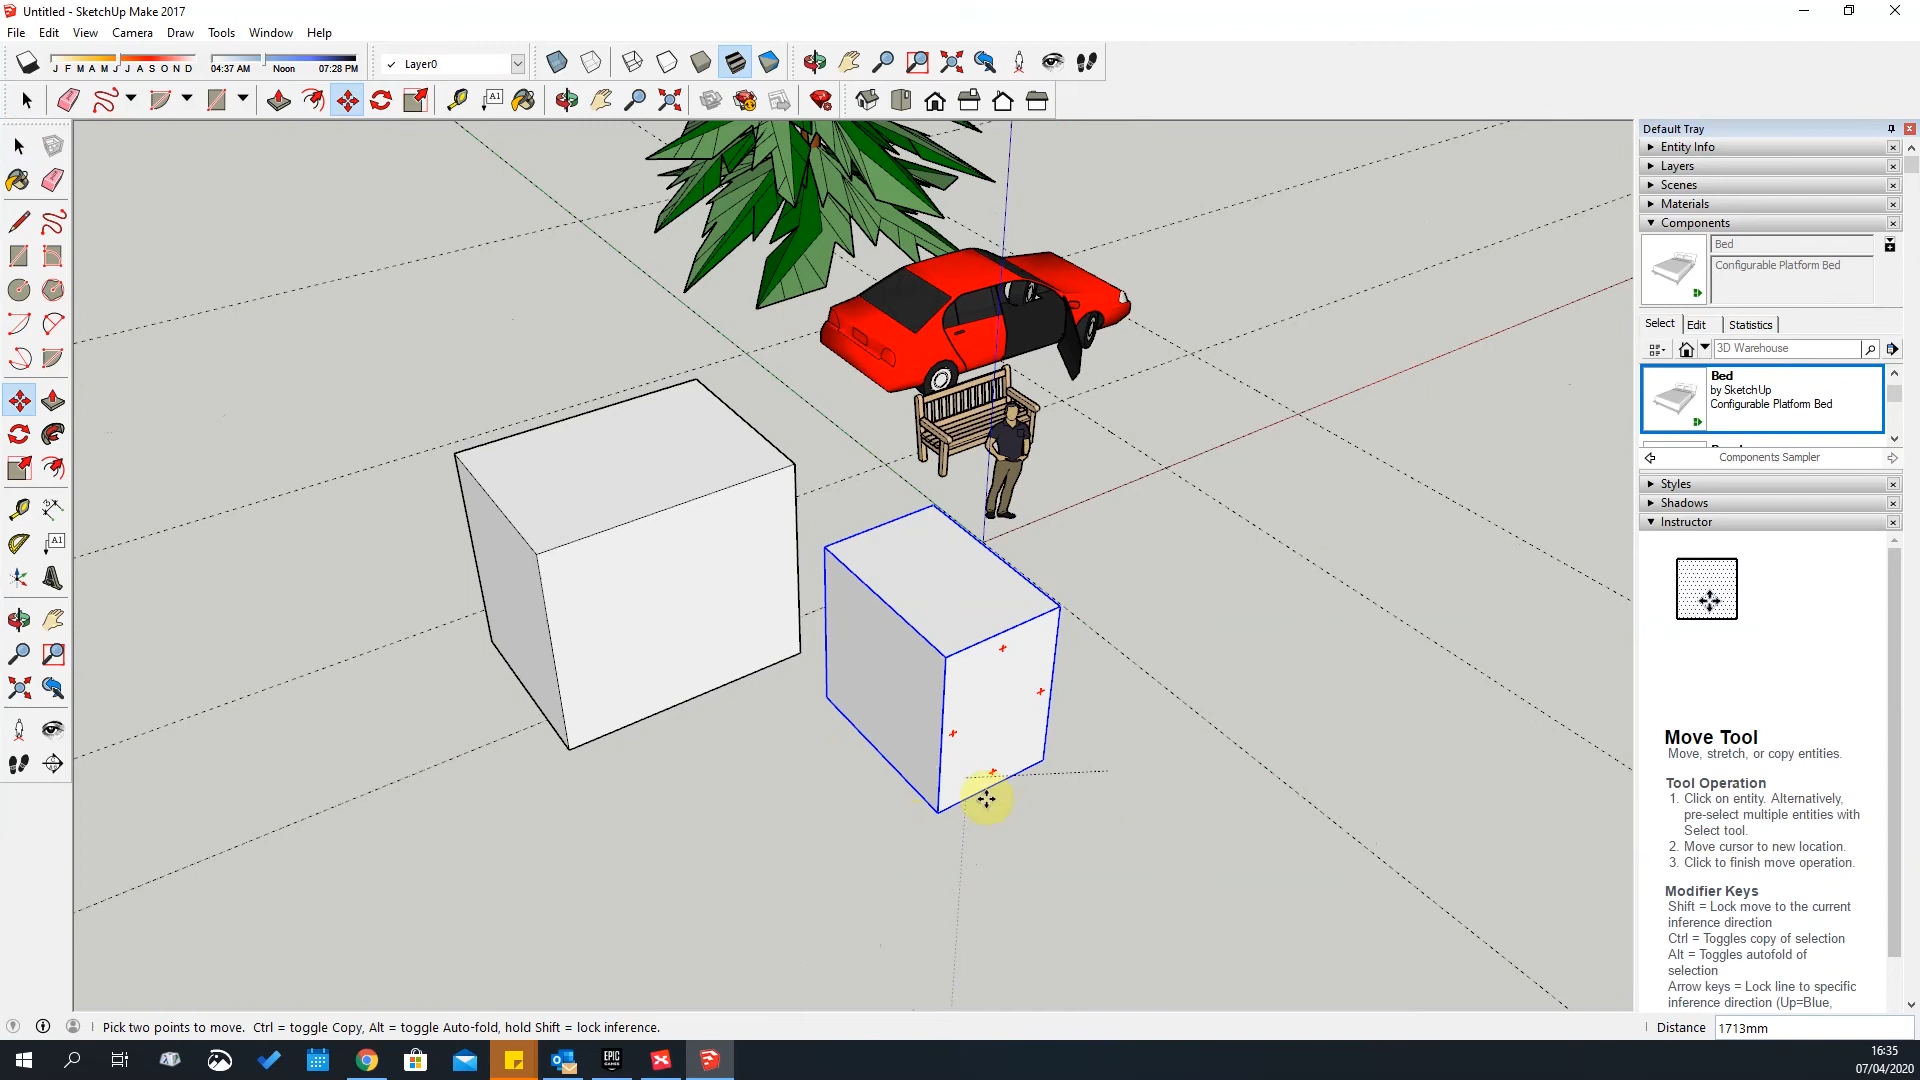 Untitled - SketchUp Make 2017
File Edit View Camera Draw Tools Window Help
J F M A M J J A S O N D
04:37 AM Noon 07:28 PM
Layer0
A1
Default Tray
Entity Info
Layers
Scenes
Materials
Components
Bed
Configurable Platform Bed
Select Edit Statistics
3D Warehouse
Bed
by SketchUp
Configurable Platform Bed
Components Sampler
Styles
Shadows
Instructor
A1
Move Tool
Move, stretch, or copy entities.
Tool Operation
1. Click on entity. Alternatively,
pre-select multiple entities with
Select tool.
2. Move cursor to new location.
3. Click to finish move operation.
Modifier Keys
Shift = Lock move to the current
inference direction
Ctrl = Toggles copy of selection
Alt = Toggles autofold of
selection
Arrow keys = Lock line to specific
inference direction (Up=Blue,
Pick two points to move. Ctrl = toggle Copy, Alt = toggle Auto-fold, hold Shift = lock inference.
Distance 1713mm
EPIC
GAMES
16:35
07/04/2020